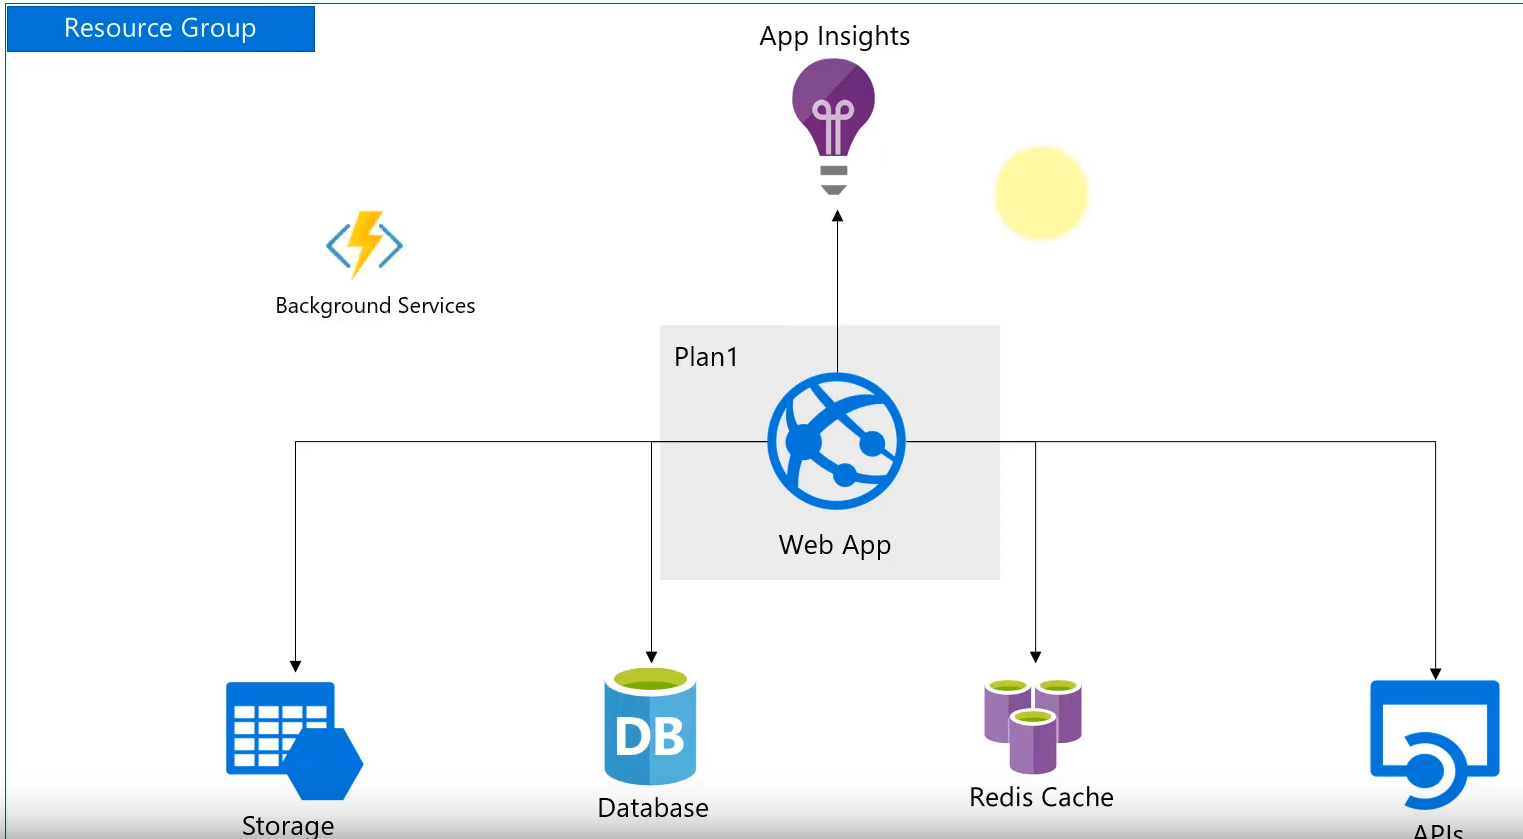 Resource Group
App Insights
Background Services
Plan1
Web App
DB
Storage
Database
Redis Cache
APIs